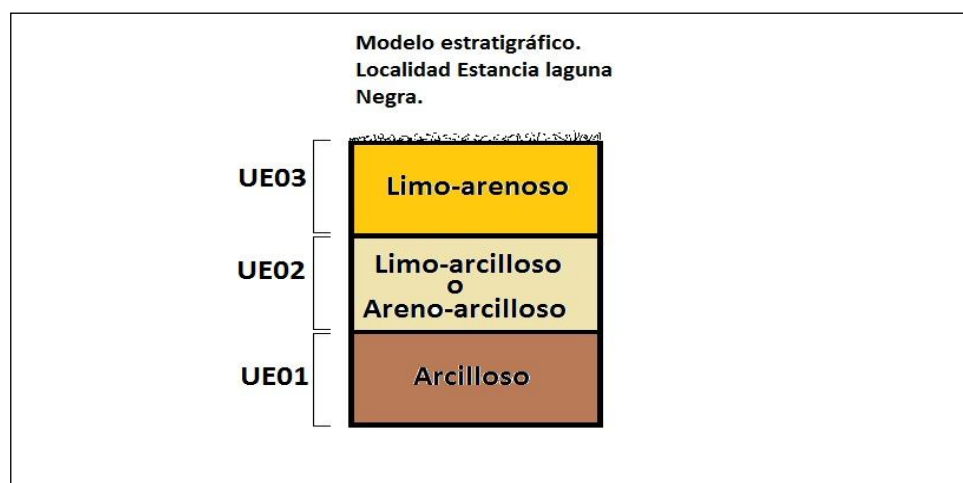 Modelo estratigráfico.
Localidad Estancia laguna
Negra.
UE03
Limo-arenoso
UE02
Limo-arcilloso
o
Areno-arcilloso
UE01
Arcilloso